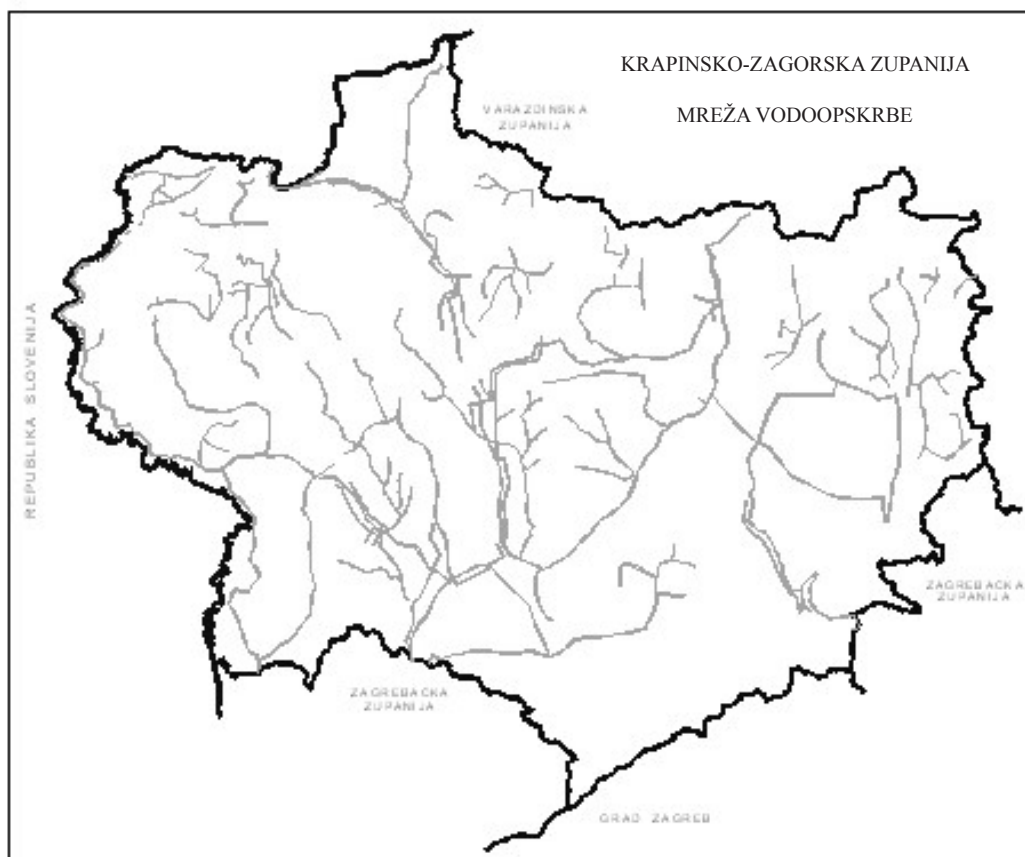 KRAPINSKO-ZAGORSKA ZUPANIJA
MREŽA VODOOPSKRBE
VARAZDINSKA
ZUPANIJA
REPUBLIKA SLOVENIJA
ZAGREBACKA
ZUPANIJA
ZAGREBACKA
ZUPANIJA
GRAD ZAGREB